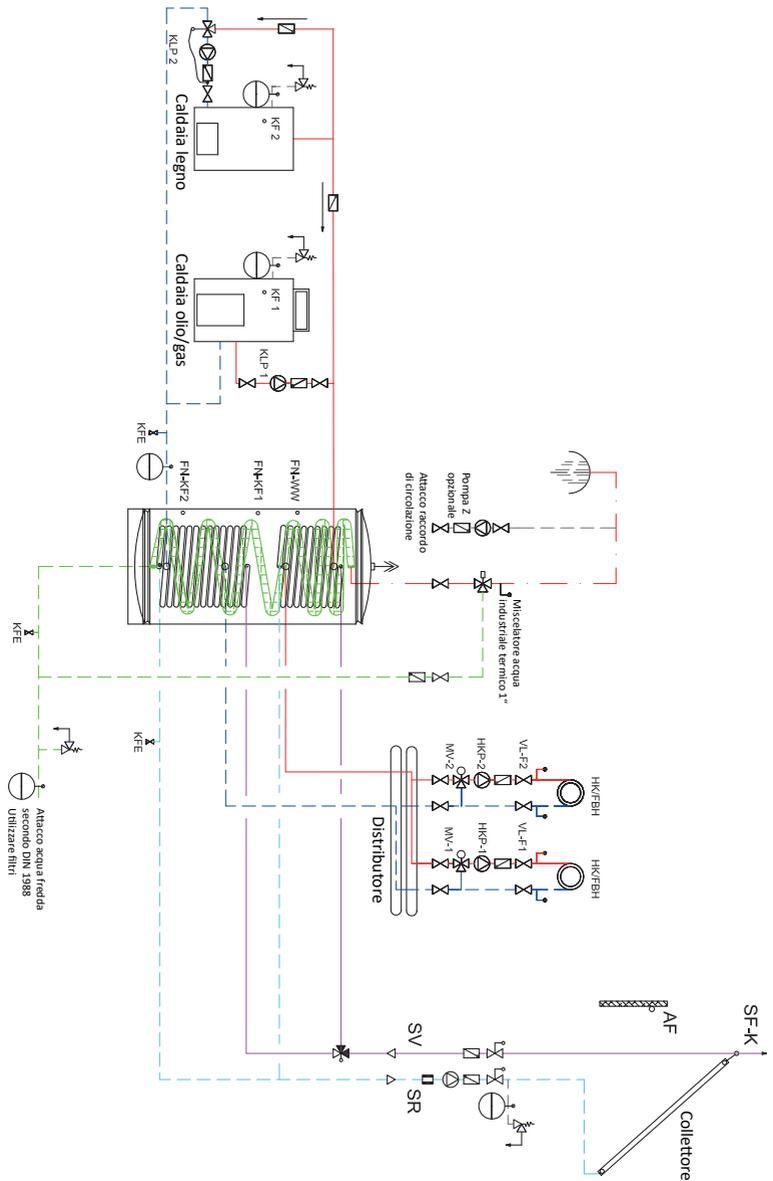 KLP 2
KF 2
Caldaia legno
KF 1
Caldaia olio/gas
KLP 1
KFE
FN-KF2
FN-KF1
FN-WW
Attacco raccordo
di circolazione
Pompa Z
opzionale
Miscelatore acqua
industriale termico 1"
KFE
KFE
Attacco acqua fredda
secondo DIN 1988
Utilizzare filtri
MV-2
HKP-2
VL-F2
HK/FBH
MV-1
HKP-1
VL-F1
HK/FBH
Distributore
AF
SF-K
SV
SR
Collettore